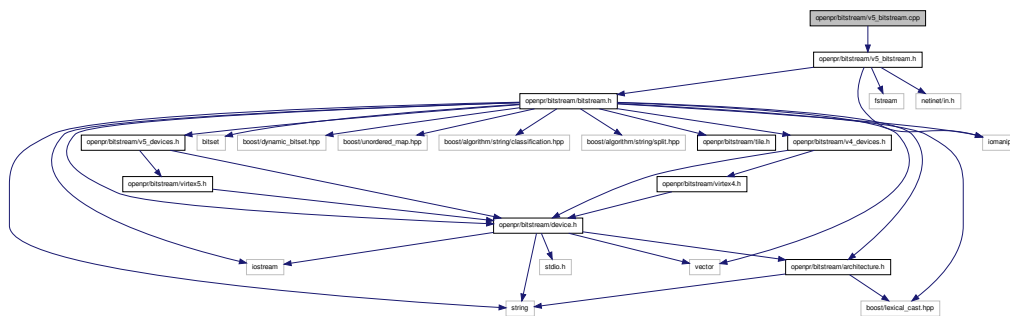 openpr/bitstream/v5_bitstream.cpp
openpr/bitstream/v5_bitstream.h
openpr/bitstream/bitstream.h
fstream
netinet/in.h
openpr/bitstream/v5_devices.h
bitset
boost/dynamic_bitset.hpp
boost/unordered_map.hpp
boost/algorithm/string/classification.hpp
boost/algorithm/string/split.hpp
openpr/bitstream/tile.h
openpr/bitstream/v4_devices.h
iomanip
openpr/bitstream/virtex5.h
openpr/bitstream/virtex4.h
openpr/bitstream/device.h
iostream
stdio.h
vector
openpr/bitstream/architecture.h
string
boost/lexical_cast.hpp